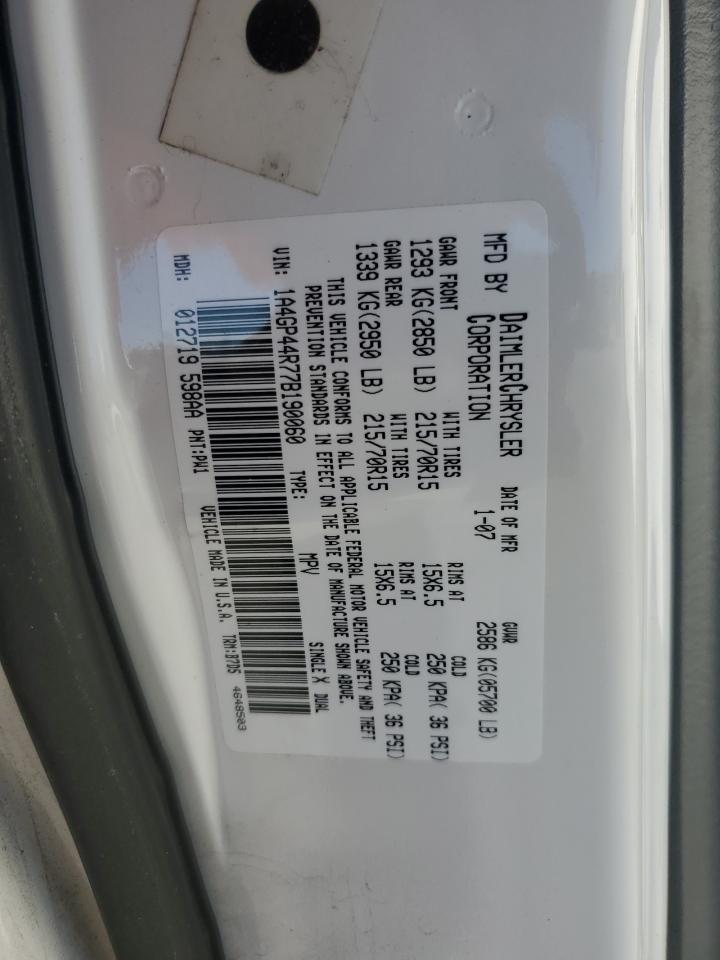 MFD BY DAIMLERCHRYSLER CORPORATION DATE OF MFR 1-07 GVWR 2586 KG(05700 LB)
GAWR FRONT WITH TIRES RIMS AT COLD
1293 KG(2850 LB) 215/70R15 15X6.5 250 KPA( 36 PSI)
GAWR REAR WITH TIRES RIMS AT COLD
1339 KG(2950 LB) 215/70R15 15X6.5 250 KPA( 36 PSI)
THIS VEHICLE CONFORMS TO ALL APPLICABLE FEDERAL MOTOR VEHICLE SAFETY AND THEFT
PREVENTION STANDARDS IN EFFECT ON THE DATE OF MANUFACTURE SHOWN ABOVE.
VIN: 1A4GP44R77B190060 TYPE: MPV SINGLE X DUAL
MDH: 012719 598AA PNT:PW1 VEHICLE MADE IN U.S.A. TRM:B7D5 4648503